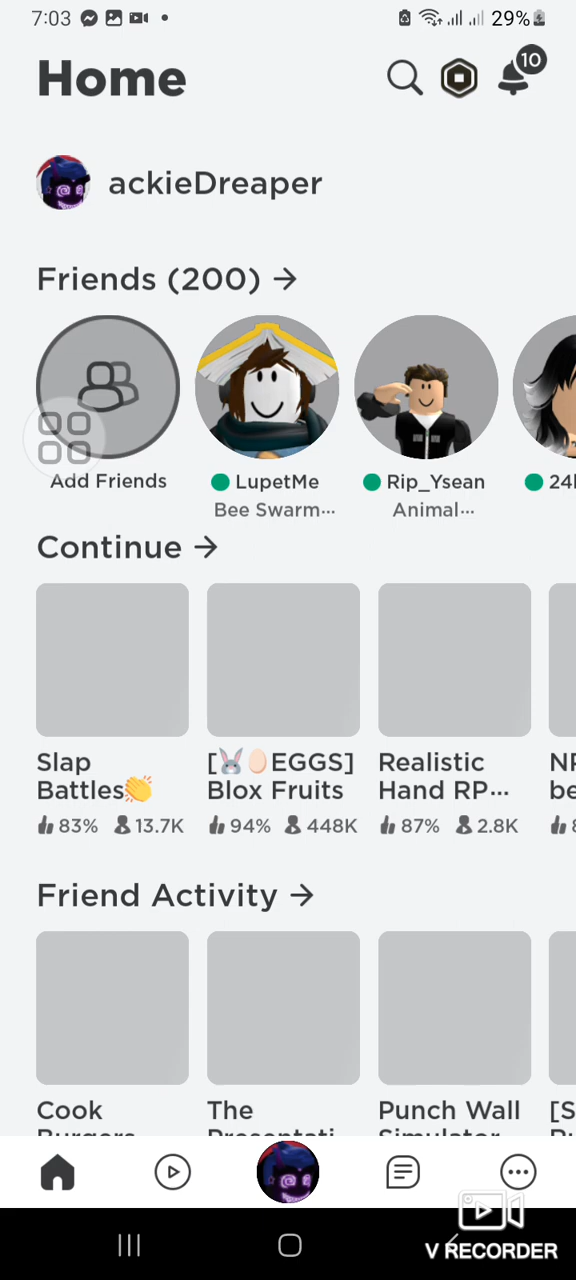 7:03
29%
Home
10
ackieDreaper
Friends (200)
Add Friends
LupetMe
Bee Swarm...
Rip_Ysean
Animal...
Continue
Slap
Battles👏
83% 13.7K
[🐰🥚EGGS]
Blox Fruits
94% 448K
Realistic
Hand RP...
87% 2.8K
Friend Activity
Cook
Burgers
The
Punch Wall
Simulator
V RECORDER